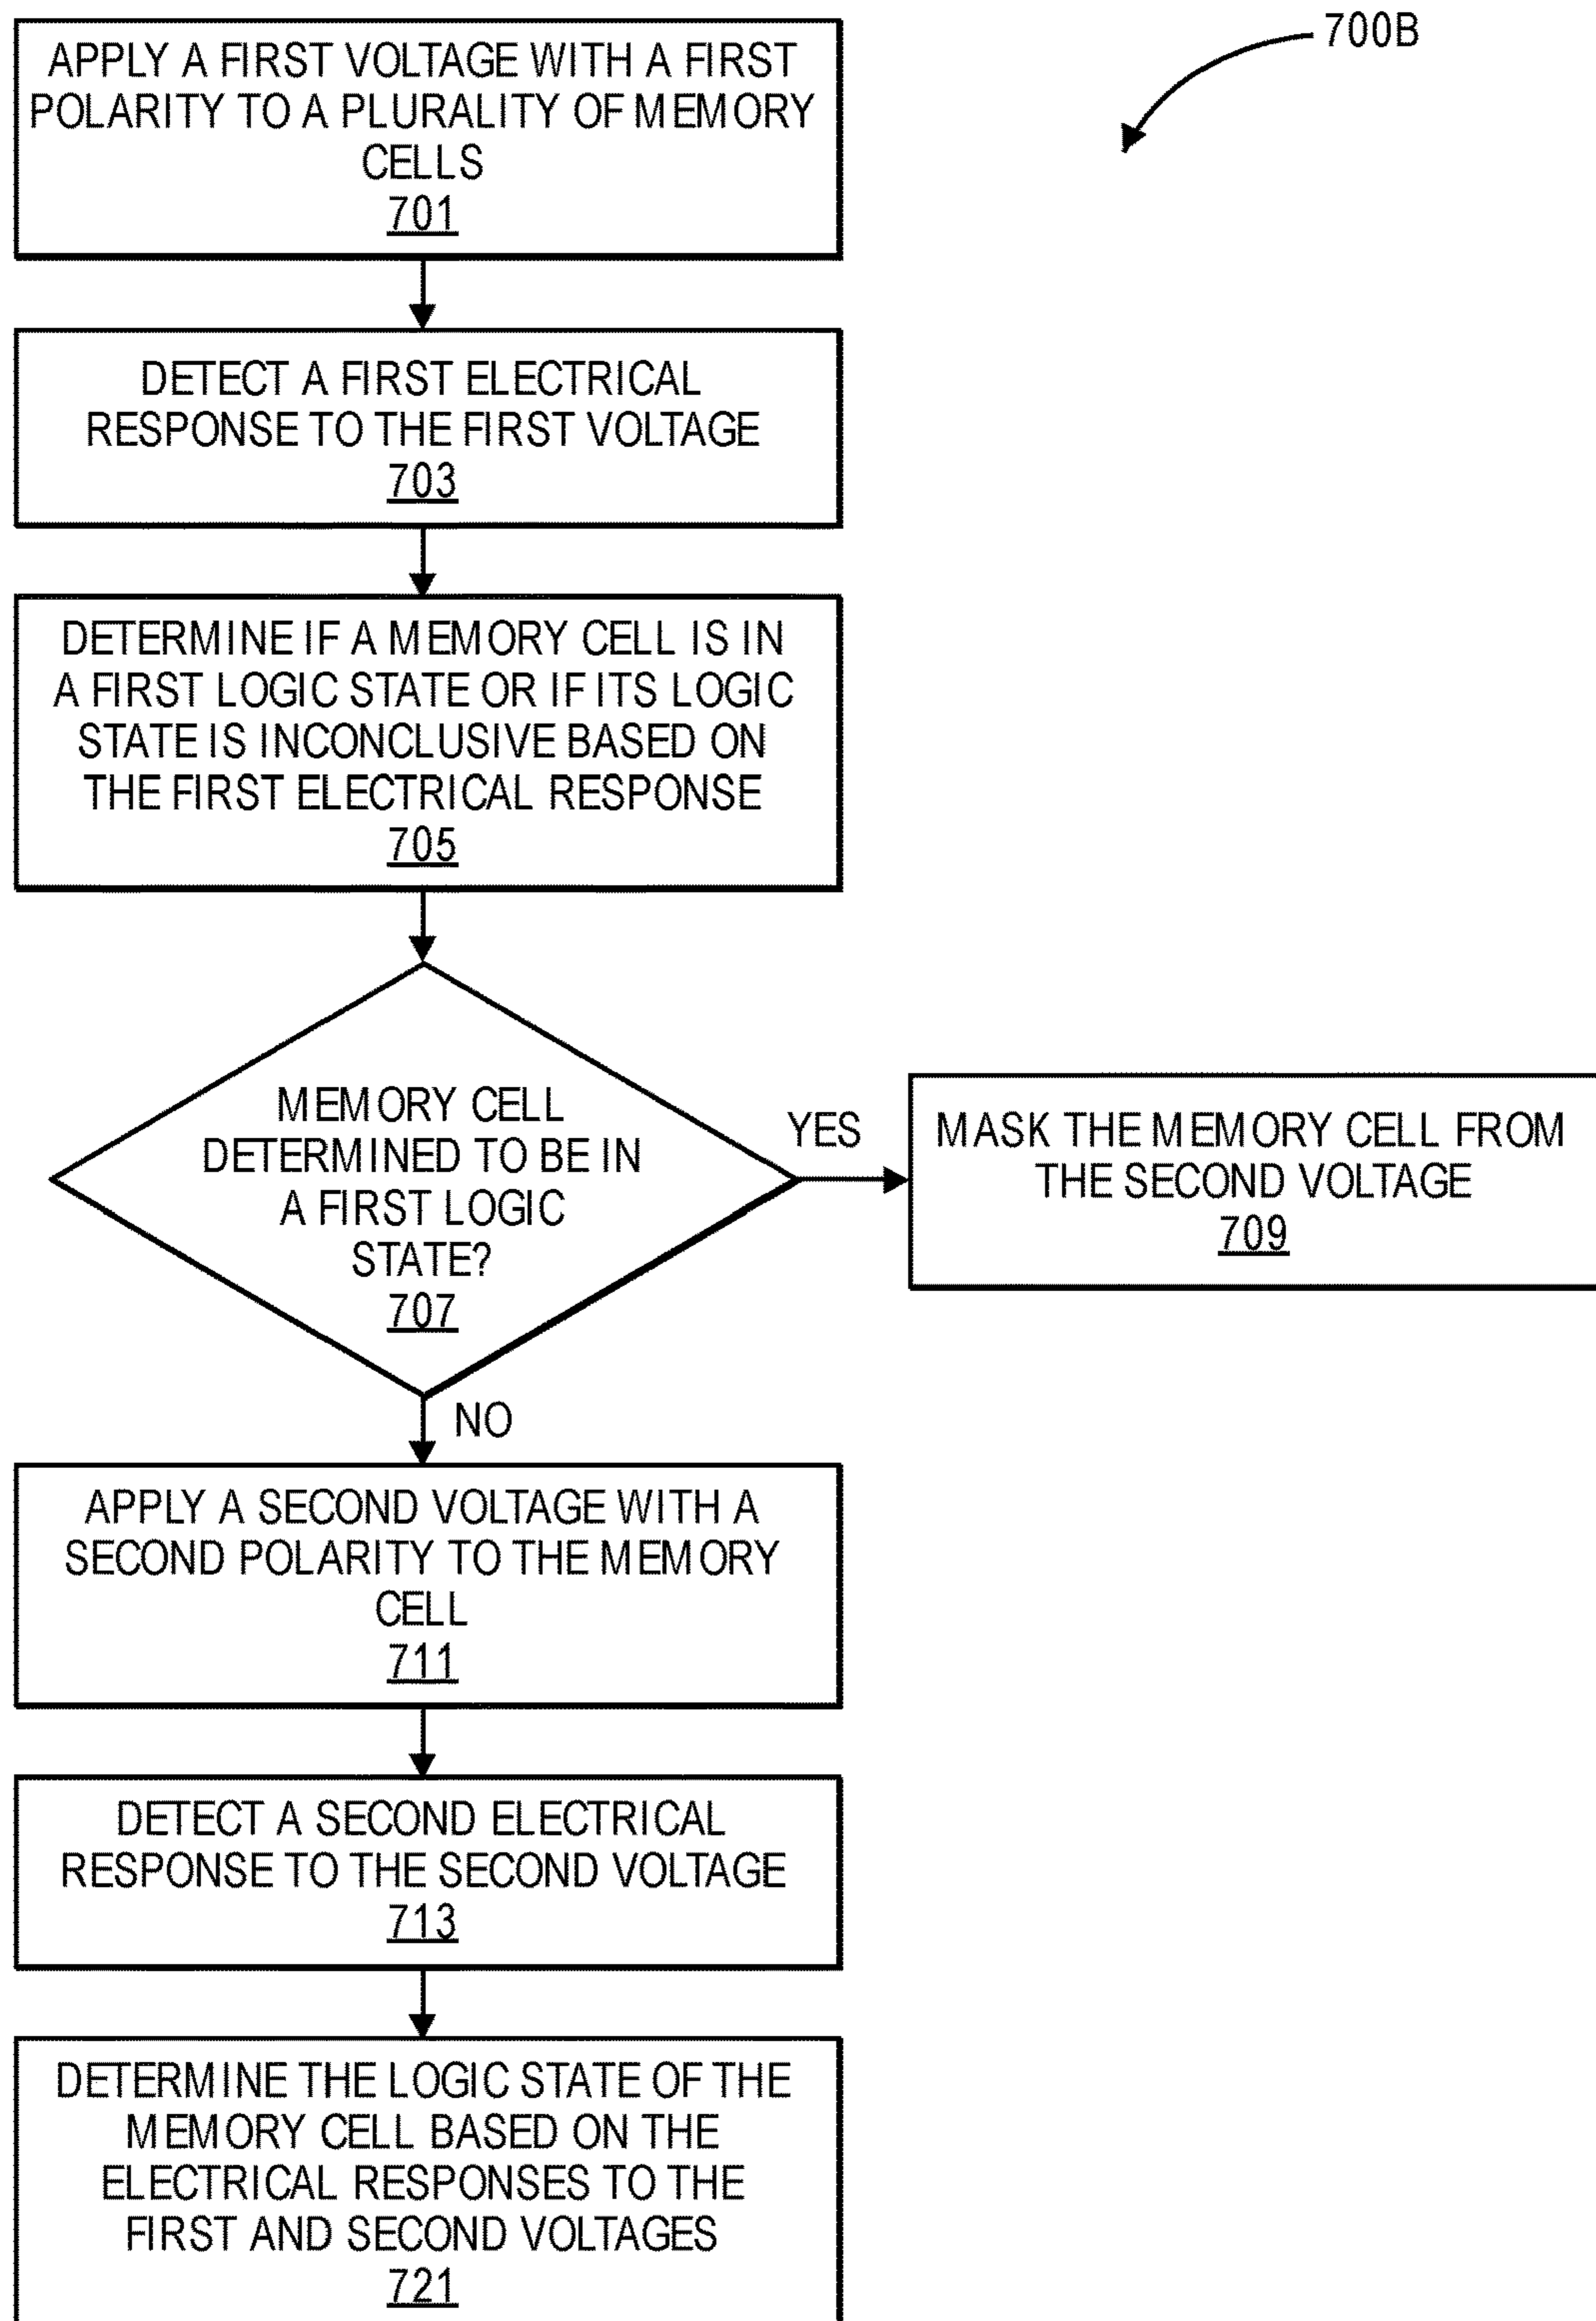 700B
APPLY A FIRST VOLTAGE WITH A FIRST
POLARITY TO A PLURALITY OF MEMORY
CELLS
701
DETECT A FIRST ELECTRICAL
RESPONSE TO THE FIRST VOLTAGE
703
DETERMINE IF A MEMORY CELL IS IN
A FIRST LOGIC STATE OR IF ITS LOGIC
STATE IS INCONCLUSIVE BASED ON
THE FIRST ELECTRICAL RESPONSE
705
MEMORY CELL
DETERMINED TO BE IN
A FIRST LOGIC
STATE?
707
YES
MASK THE MEMORY CELL FROM
THE SECOND VOLTAGE
709
NO
APPLY A SECOND VOLTAGE WITH A
SECOND POLARITY TO THE MEMORY
CELL
711
DETECT A SECOND ELECTRICAL
RESPONSE TO THE SECOND VOLTAGE
713
DETERMINE THE LOGIC STATE OF THE
MEMORY CELL BASED ON THE
ELECTRICAL RESPONSES TO THE
FIRST AND SECOND VOLTAGES
721